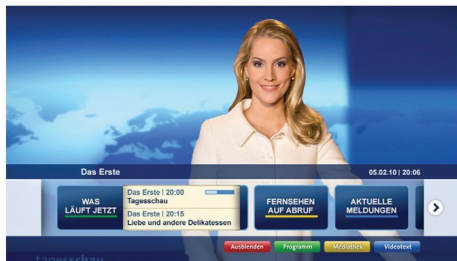 Das Erste
05.02.10 | 20:06
WAS
LÄUFT JETZT
Das Erste | 20:00
Tagesschau
Das Erste | 20:15
Liebe und andere Delikatessen
FERNSEHEN
AUF ABRUF
AKTUELLE
MELDUNGEN
Ausblenden
Programm
Mediathek
Videotext
tagesschau